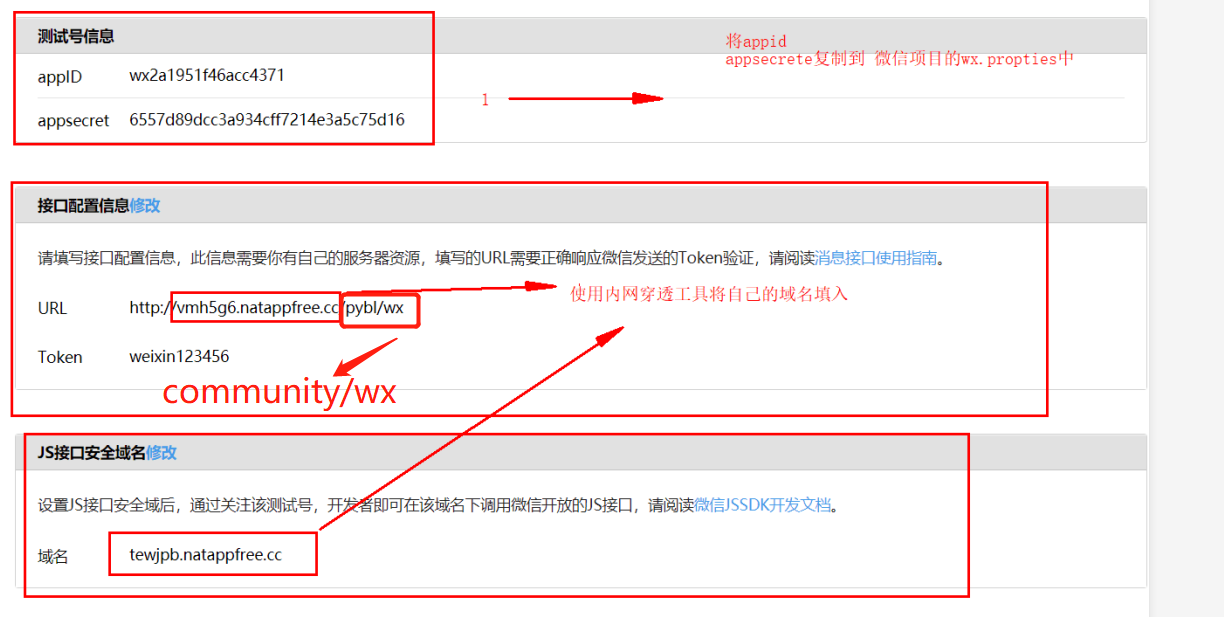 测试号信息
将appid
appsecrete复制到 微信项目的wx.propties中
appID wx2a1951f46acc4371
1
appsecret 6557d89dcc3a934cff7214e3a5c75d16
接口配置信息修改
请填写接口配置信息，此信息需要你有自己的服务器资源，填写的URL需要正确响应微信发送的Token验证，请阅读消息接口使用指南。
URL http://vmh5g6.natappfree.cc/pybl/wx
使用内网穿透工具将自己的域名填入
Token weixin123456
community/wx
JS接口安全域名修改
设置JS接口安全域后，通过关注该测试号，开发者即可在该域名下调用微信开放的JS接口，请阅读微信JSSDK开发文档。
域名 tewjpb.natappfree.cc